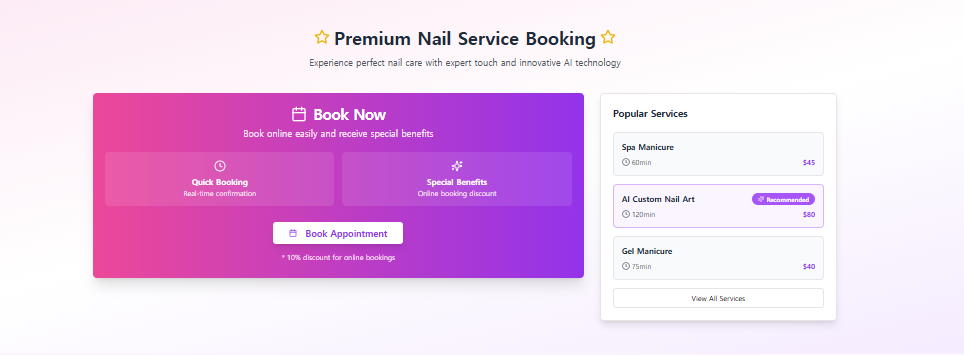 Premium Nail Service Booking
Experience perfect nail care with expert touch and innovative AI technology
Book Now
Book online easily and receive special benefits
Quick Booking
Real-time confirmation
Special Benefits
Online booking discount
Book Appointment
* 10% discount for online bookings
Popular Services
Spa Manicure
60min $45
AI Custom Nail Art Recommended
120min $80
Gel Manicure
75min $40
View All Services